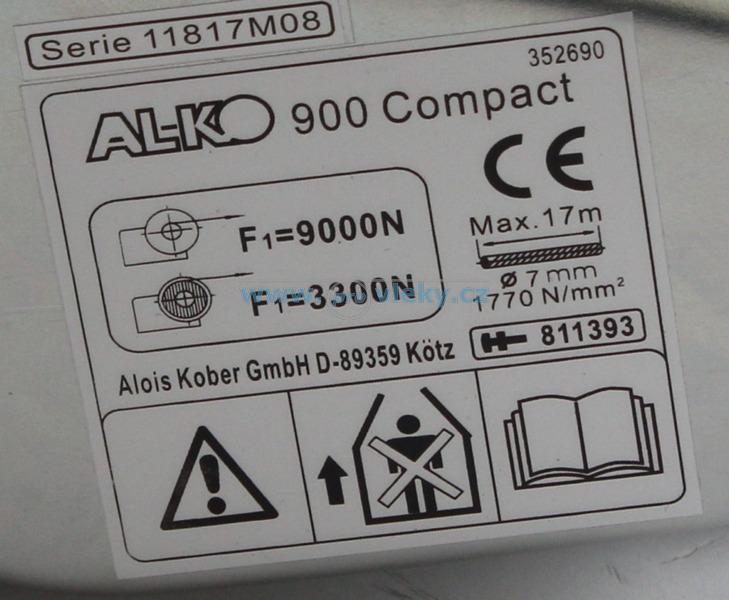 Serie 11817M08
352690
AL-KO 900 Compact
CE
F1=9000N
Max. 17m
F1=3300N
Ø 7 mm
1770 N/mm²
811393
Alois Kober GmbH D-89359 Kötz